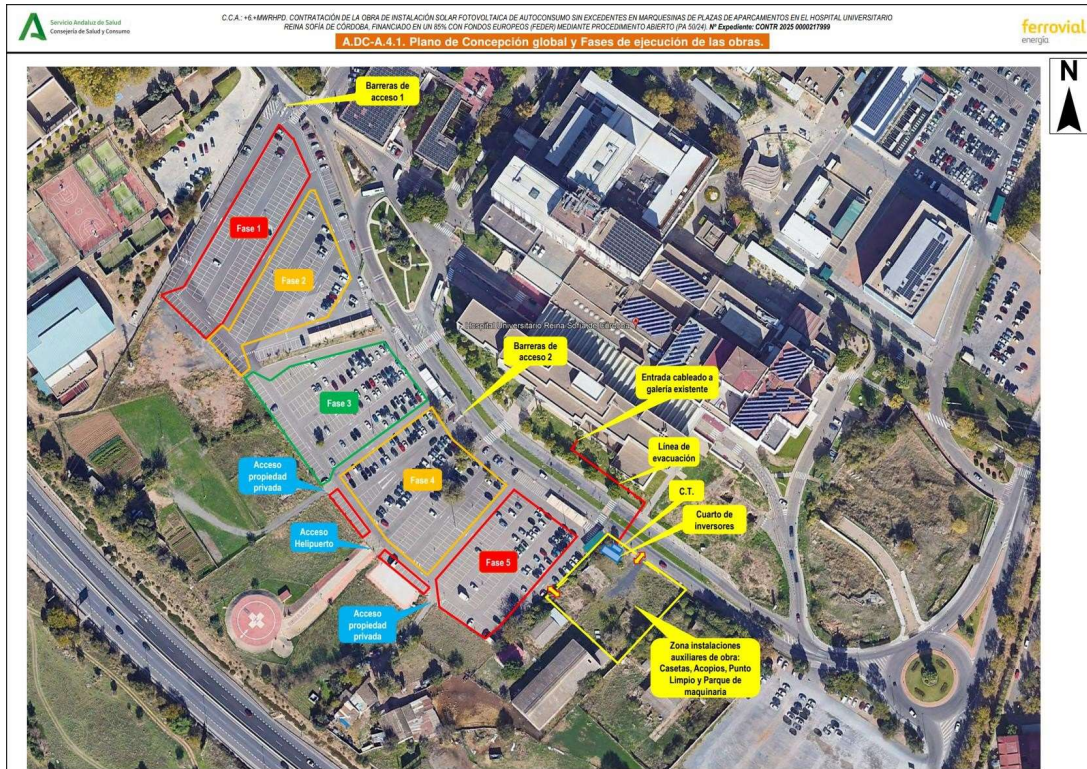 Servicio Andaluz de Salud
Consejería de Salud y Consumo
C.C.A.: +6.+MWRHPD. CONTRATACIÓN DE LA OBRA DE INSTALACIÓN SOLAR FOTOVOLTAICA DE AUTOCONSUMO SIN EXCEDENTES EN MARQUESINAS DE PLAZAS DE APARCAMIENTOS EN EL HOSPITAL UNIVERSITARIO
REINA SOFÍA DE CÓRDOBA, FINANCIADO EN UN 85% CON FONDOS EUROPEOS (FEDER) MEDIANTE PROCEDIMIENTO ABIERTO (PA 50/24). Nº Expediente: CONTR 2025 0000217999
A.DC-A.4.1. Plano de Concepción global y Fases de ejecución de las obras.
ferrovial
energía
N
Barreras de
acceso 1
Fase 1
Fase 2
Hospital Universitario Reina Sofía de Córdoba
Barreras de
acceso 2
Entrada cableado a
galería existente
Fase 3
Línea de
evacuación
Acceso
propiedad
privada
Fase 4
C.T.
Cuarto de
inversores
Acceso
Helipuerto
Fase 5
Acceso
propiedad
privada
Zona instalaciones
auxiliares de obra:
Casetas, Acopios, Punto
Limpio y Parque de
maquinaria